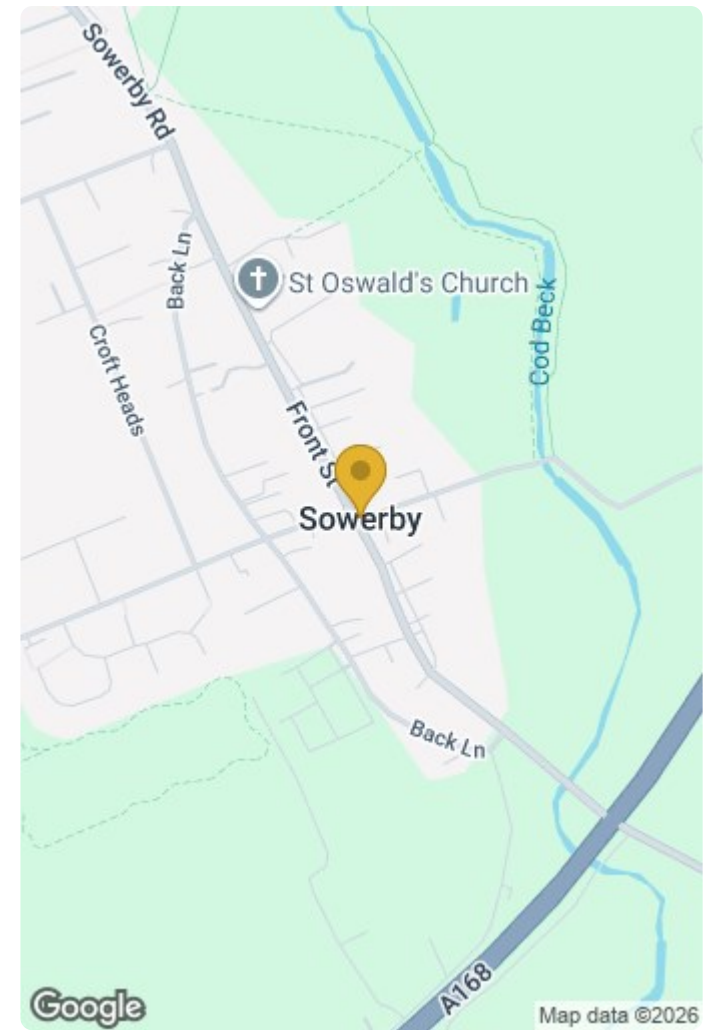 Sowerby Rd
Back Ln
St Oswald's Church
Cod Beck
Croft Heads
Front St
Sowerby
Back Ln
A168
Google
Map data ©2026